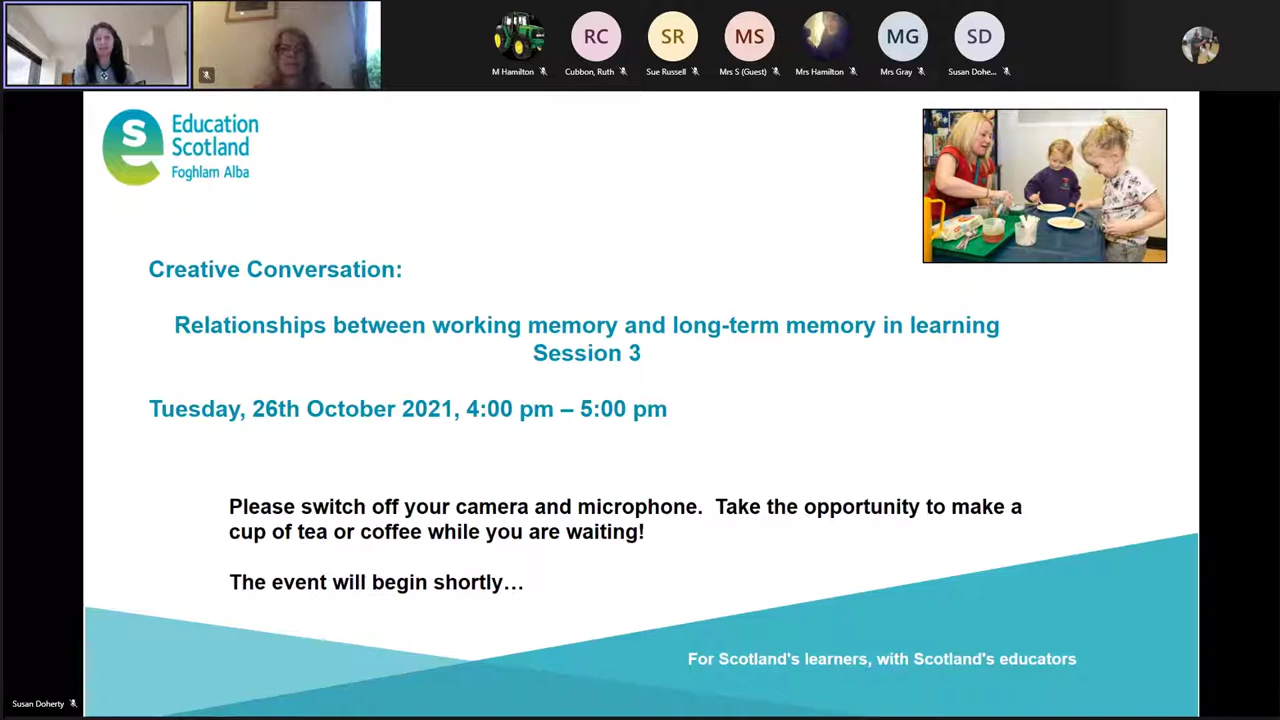 RC
SR
MS
MG
SD
M Hamilton
Cubbon, Ruth
Sue Russell
Mrs S (Guest)
Mrs Hamilton
Mrs Gray
Susan Dohe...
se
Education
Scotland
Foghlam Alba
Creative Conversation:
Relationships between working memory and long-term memory in learning
Session 3
Tuesday, 26th October 2021, 4:00 pm – 5:00 pm
Please switch off your camera and microphone. Take the opportunity to make a
cup of tea or coffee while you are waiting!
The event will begin shortly…
For Scotland's learners, with Scotland's educators
Susan Doherty